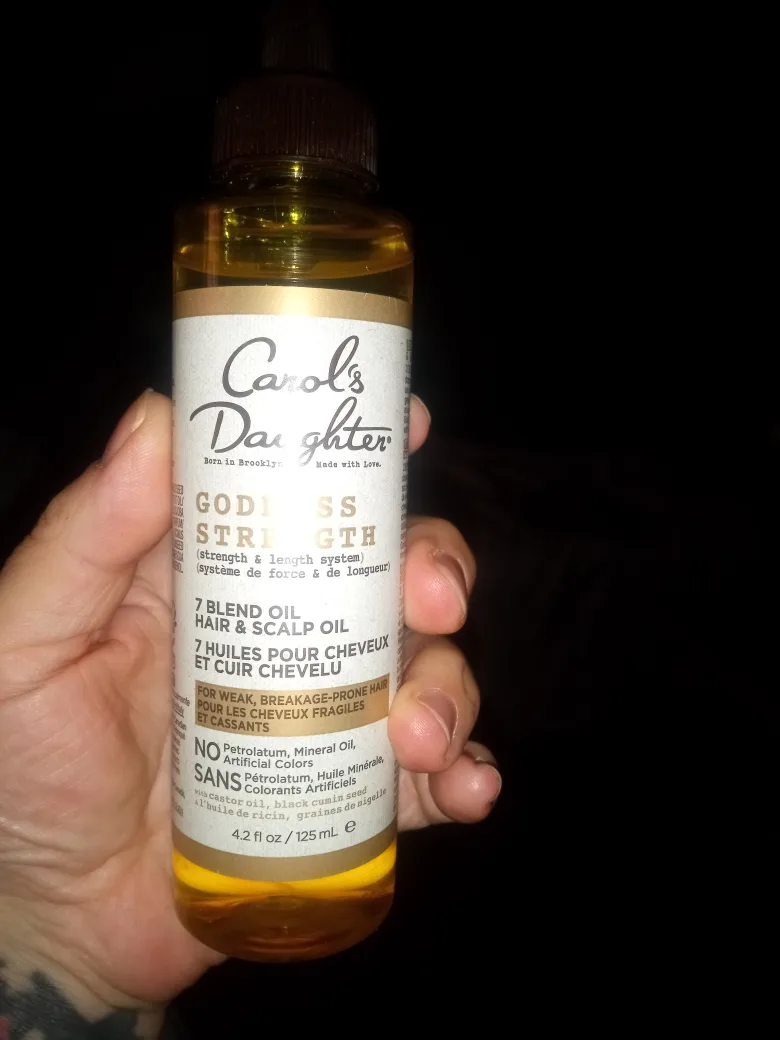 Carol's
Daughter®
Born in Brooklyn. Made with Love.
GODDESS
STRENGTH
(strength & length system)
(système de force & de longueur)
7 BLEND OIL
HAIR & SCALP OIL
7 HUILES POUR CHEVEUX
ET CUIR CHEVELU
FOR WEAK, BREAKAGE-PRONE HAIR
POUR LES CHEVEUX FRAGILES
ET CASSANTS
NO Petrolatum, Mineral Oil,
Artificial Colors
SANS Pétrolatum, Huile Minérale,
Colorants Artificiels
with castor oil, black cumin seed
à l'huile de ricin, graines de nigelle
4.2 fl oz / 125 mL e